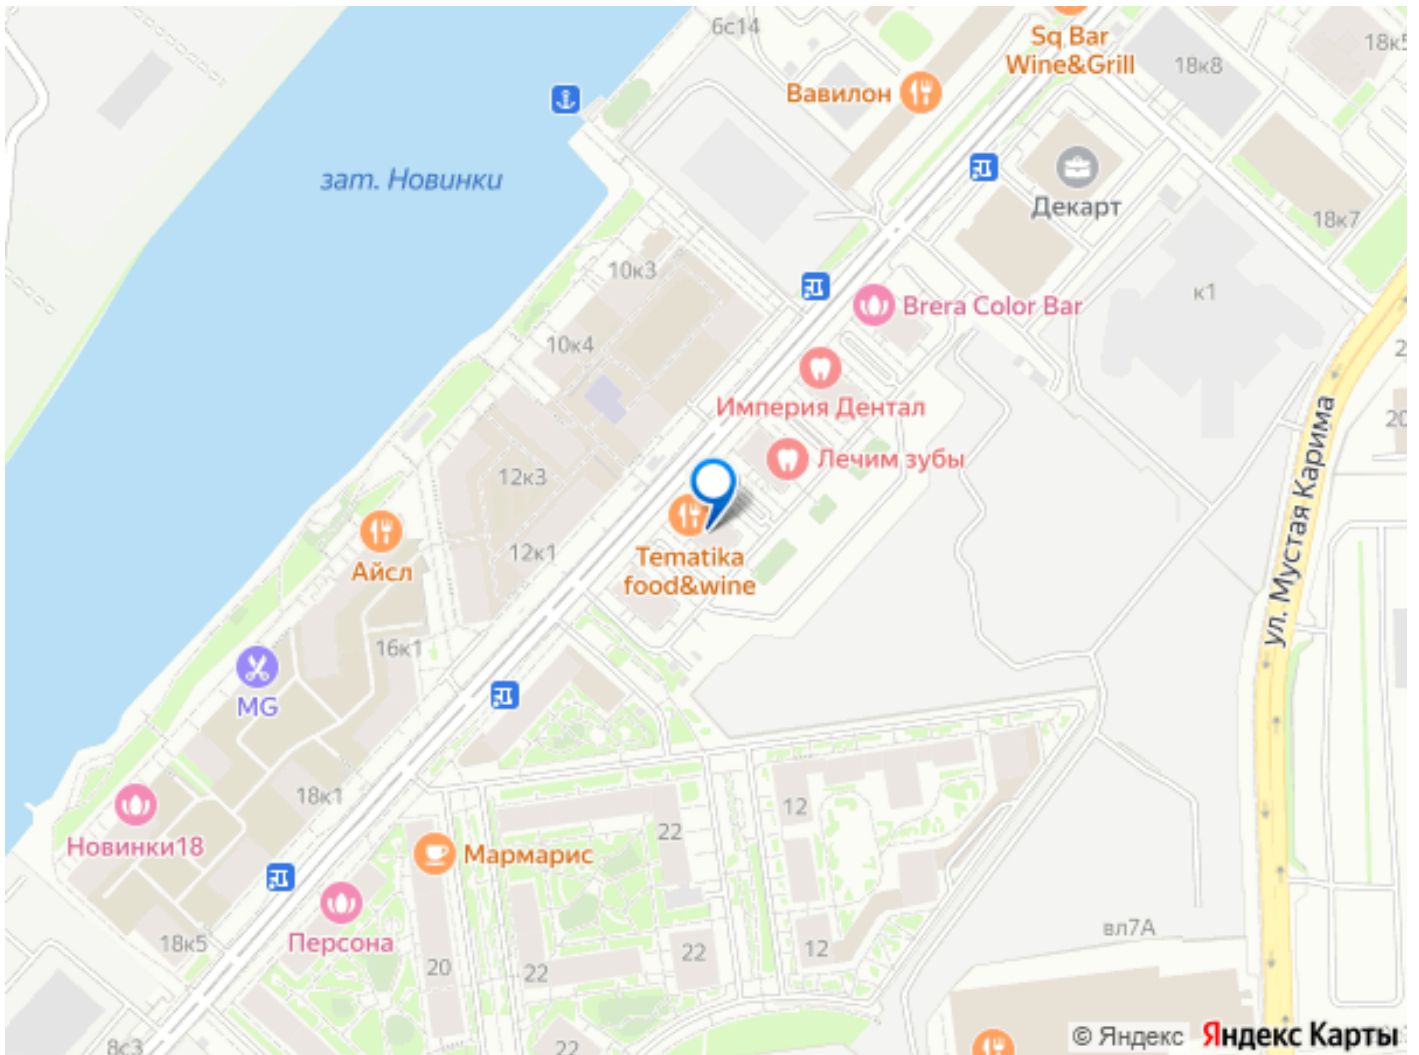 6с14
Sq Bar
Wine&Grill
18к8
Вавилон
зат. Новинки
Декарт
18к7
10к3
к1
Brera Color Bar
10к4
Империя Дентал
Лечим зубы
12к3
ул. Мустая Карима
12к1
Tematika
food&wine
Айсл
16к1
MG
18к1
12
22
Новинки18
Мармарис
Персона
18к5
20
22
22
12
вл7А
8с3
22
© Яндекс
Яндекс Карты